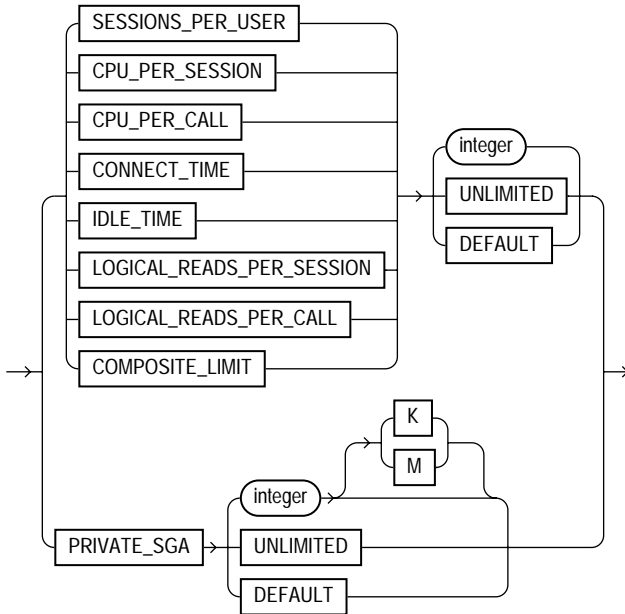 SESSIONS_PER_USER
CPU_PER_SESSION
CPU_PER_CALL
CONNECT_TIME
IDLE_TIME
LOGICAL_READS_PER_SESSION
LOGICAL_READS_PER_CALL
COMPOSITE_LIMIT
integer
UNLIMITED
DEFAULT
PRIVATE_SGA
integer
K
M
UNLIMITED
DEFAULT